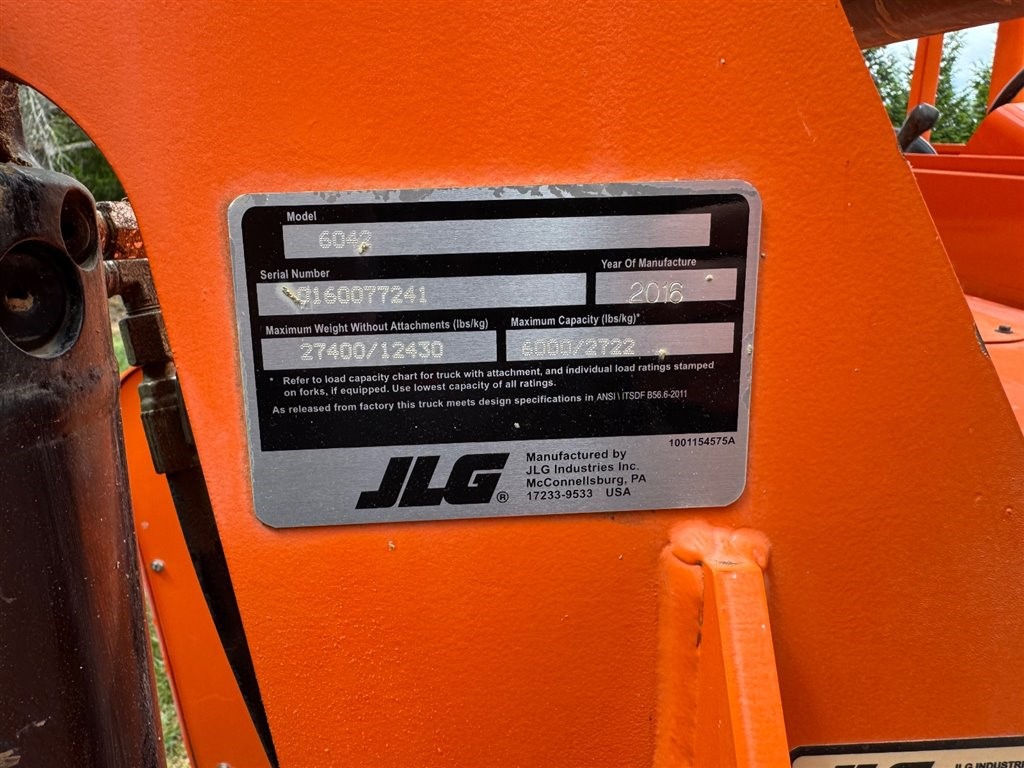 Model
6042
Serial Number
0160077241
Year Of Manufacture
2016
Maximum Weight Without Attachments (lbs/kg)
27400/12430
Maximum Capacity (lbs/kg)*
6000/2722
* Refer to load capacity chart for truck with attachment, and individual load ratings stamped
on forks, if equipped. Use lowest capacity of all ratings.
As released from factory this truck meets design specifications in ANSI \ ITSDF B56.6-2011
1001154575A
JLG®
Manufactured by
JLG Industries Inc.
McConnellsburg, PA
17233-9533 USA
JLG
JLG INDUSTRI